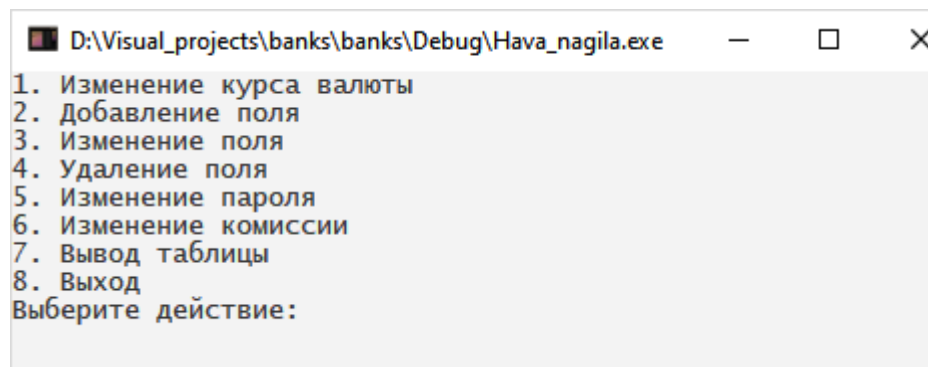 D:\Visual_projects\banks\banks\Debug\Hava_nagila.exe
1. Изменение курса валюты
2. Добавление поля
3. Изменение поля
4. Удаление поля
5. Изменение пароля
6. Изменение комиссии
7. Вывод таблицы
8. Выход
Выберите действие: